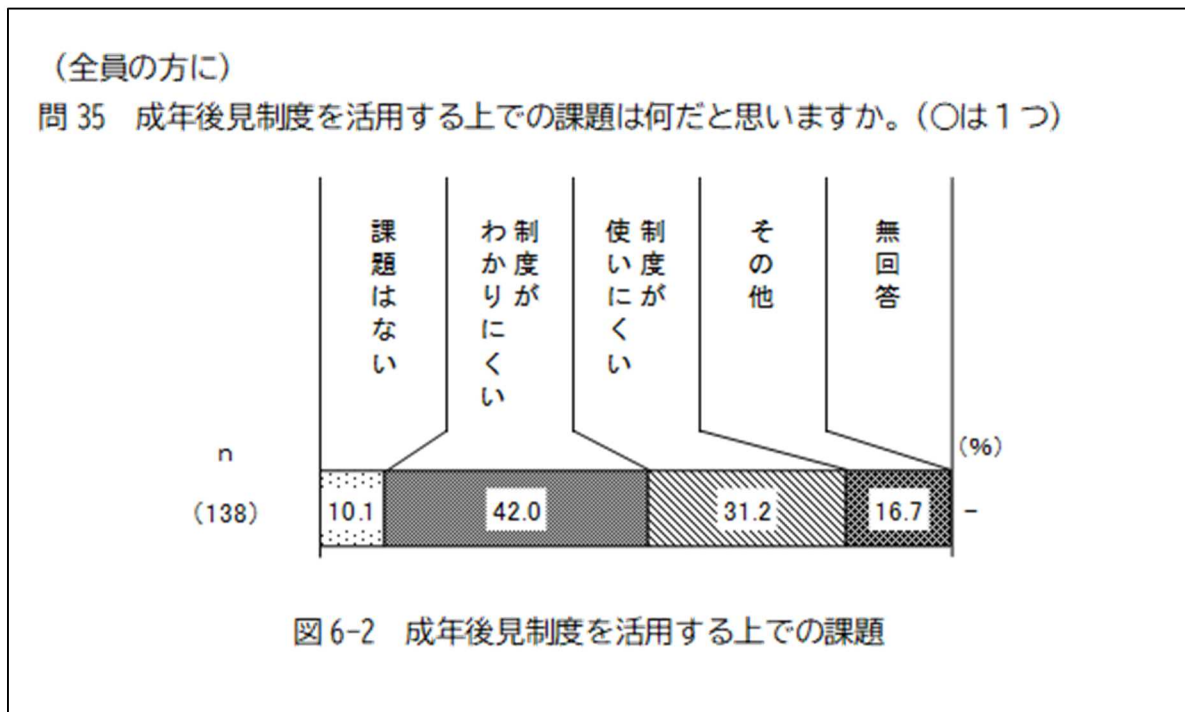 （全員の方に）
問 35　成年後見制度を活用する上での課題は何だと思いますか。（○は１つ）
課題はない
制度が
わかりにくい
制度が
使いにくい
その他
無回答
n
（%）
（138）
10.1
42.0
31.2
16.7
－
図 6-2　成年後見制度を活用する上での課題